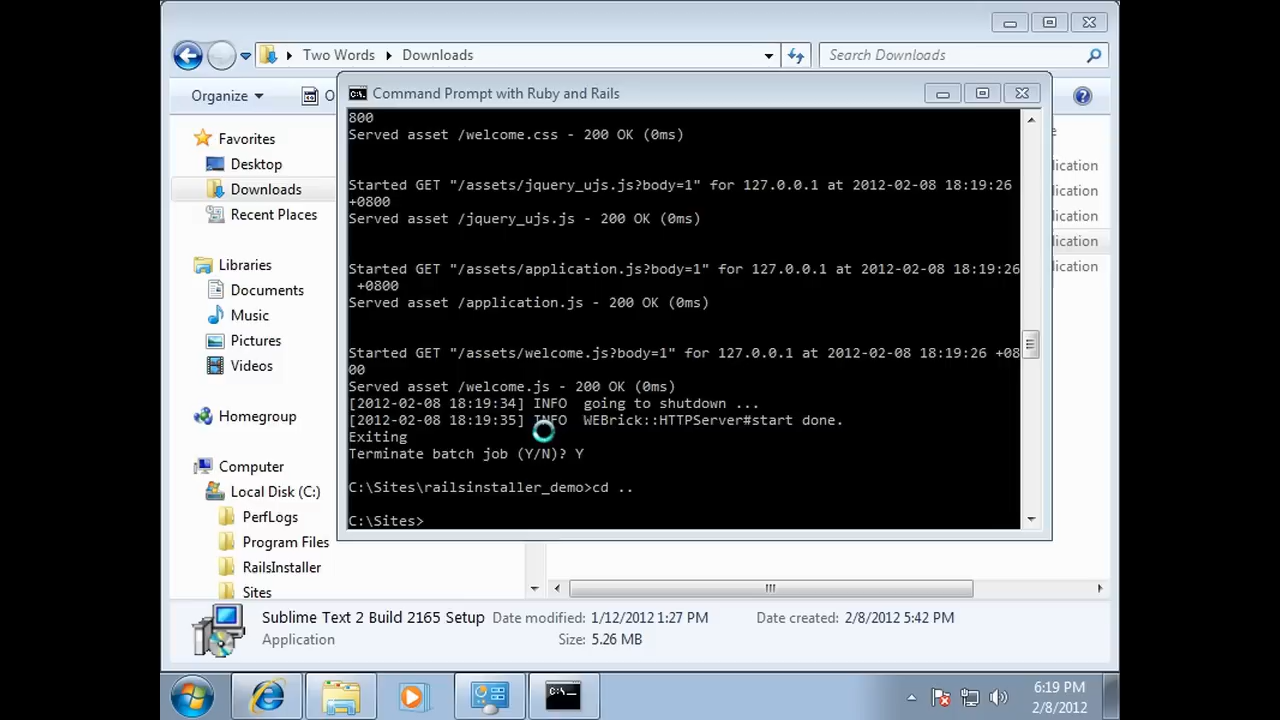 Two Words
Downloads
Search Downloads
Organize
O
Command Prompt with Ruby and Rails
800
Served asset /welcome.css - 200 OK (0ms)
Started GET "/assets/jquery_ujs.js?body=1" for 127.0.0.1 at 2012-02-08 18:19:26
+0800
Served asset /jquery_ujs.js - 200 OK (0ms)
Started GET "/assets/application.js?body=1" for 127.0.0.1 at 2012-02-08 18:19:26
+0800
Served asset /application.js - 200 OK (0ms)
Started GET "/assets/welcome.js?body=1" for 127.0.0.1 at 2012-02-08 18:19:26 +08
00
Served asset /welcome.js - 200 OK (0ms)
[2012-02-08 18:19:34] INFO  going to shutdown ...
[2012-02-08 18:19:35] INFO  WEBrick::HTTPServer#start done.
Exiting
Terminate batch job (Y/N)? Y
C:\Sites\railsinstaller_demo>cd ..
C:\Sites>
Favorites
Desktop
Downloads
Recent Places
Libraries
Documents
Music
Pictures
Videos
Homegroup
Computer
Local Disk (C:)
PerfLogs
Program Files
RailsInstaller
Sites
e
lication
lication
lication
lication
lication
Sublime Text 2 Build 2165 Setup
Date modified: 1/12/2012 1:27 PM
Date created: 2/8/2012 5:42 PM
Application
Size: 5.26 MB
C:\_
6:19 PM
2/8/2012